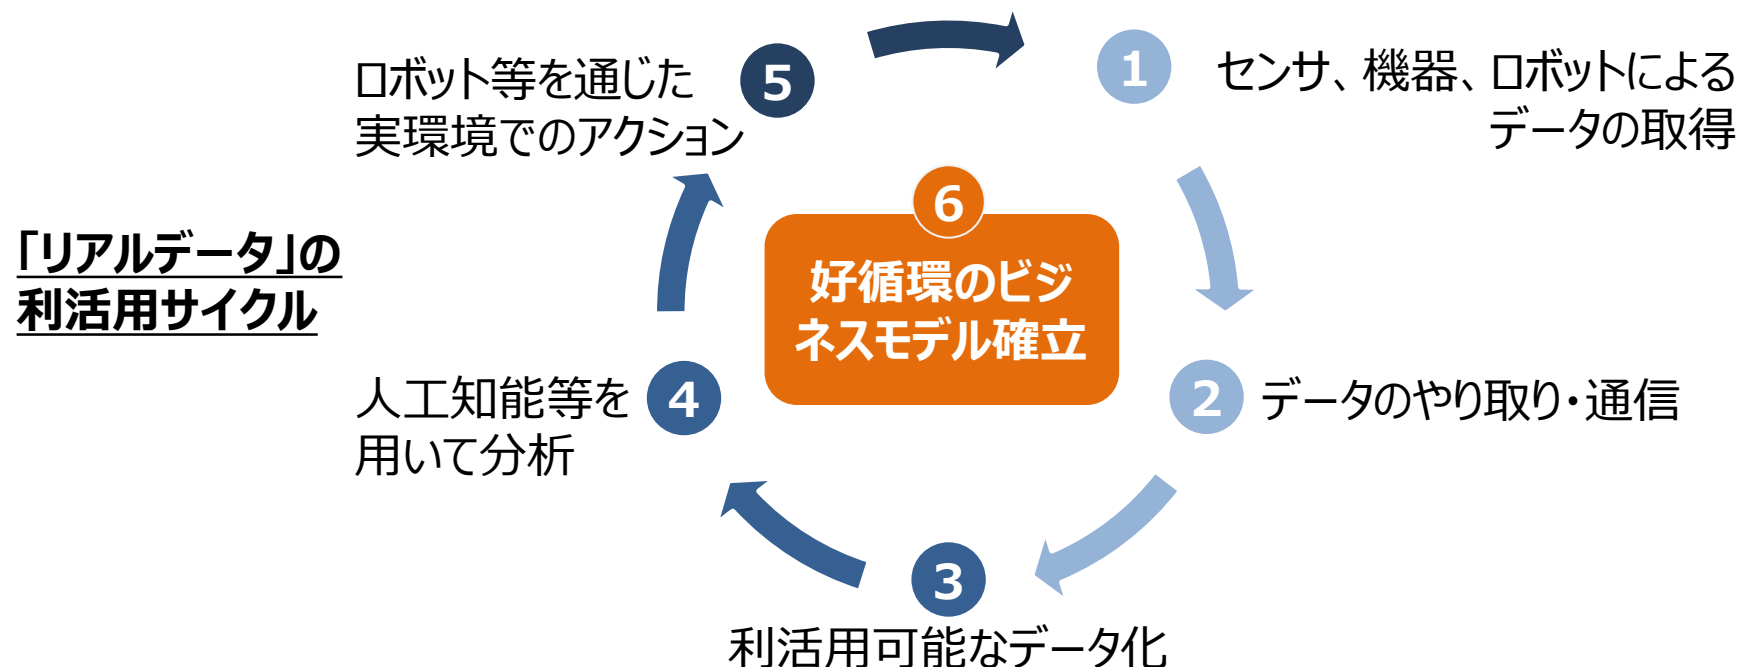 「リアルデータ」の
利活用サイクル
1
センサ、機器、ロボットによる
データの取得
2
データのやり取り・通信
3
利活用可能なデータ化
4
人工知能等を
用いて分析
5
ロボット等を通じた
実環境でのアクション
6
好循環のビジ
ネスモデル確立